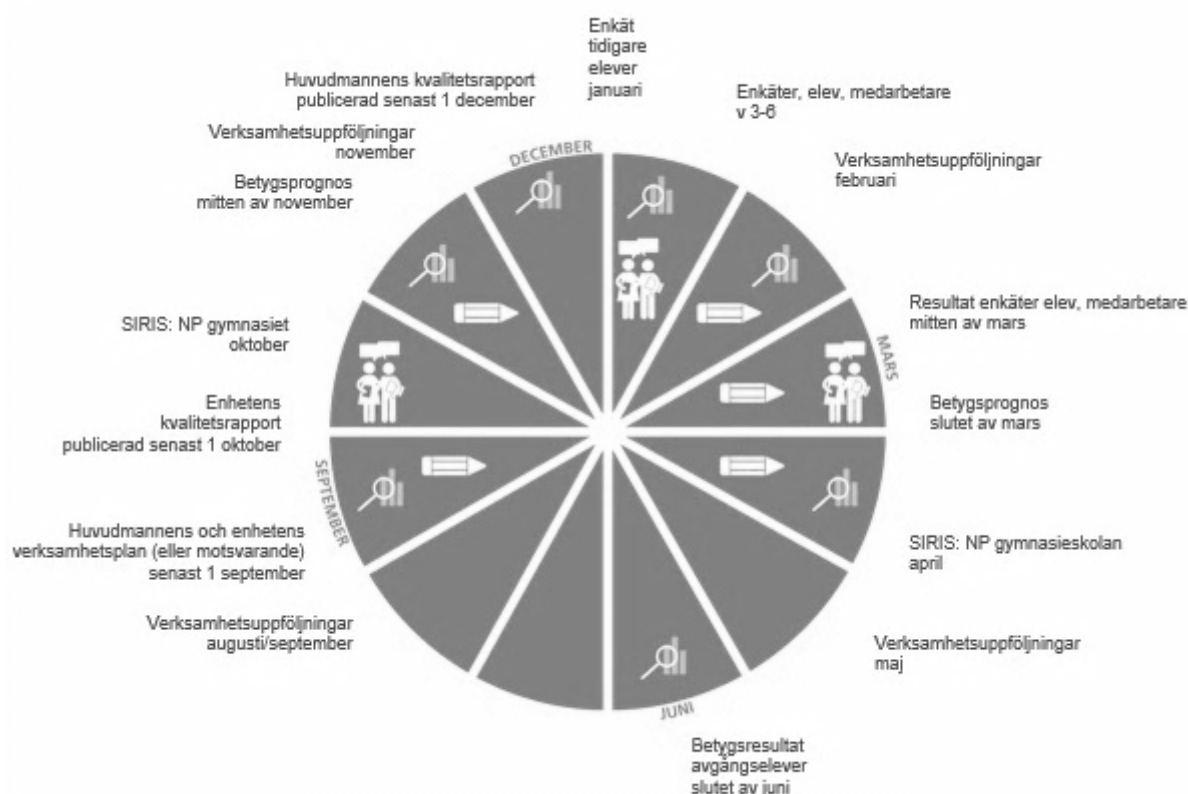 Enkät
tidigare
elever
januari
Enkäter, elev, medarbetare
v 3-6
Verksamhetsuppföljningar
februari
Resultat enkäter elev, medarbetare
mitten av mars
MARS
Betygsprognos
slutet av mars
SIRIS: NP gymnasieskolan
april
Verksamhetsuppföljningar
maj
JUNI
Betygsresultat
avgångselever
slutet av juni
Verksamhetsuppföljningar
augusti/september
Huvudmannens och enhetens
verksamhetsplan (eller motsvarande)
senast 1 september
SEPTEMBER
Enhetens
kvalitetsrapport
publicerad senast 1 oktober
SIRIS: NP gymnasiet
oktober
Betygsprognos
mitten av november
Verksamhetsuppföljningar
november
Huvudmannens kvalitetsrapport
publicerad senast 1 december
DECEMBER